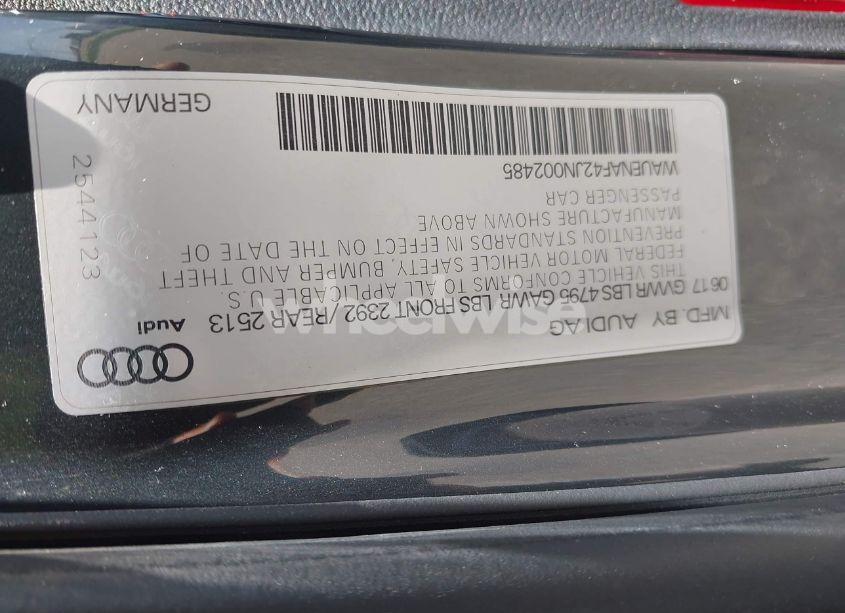 Audi
MFD. BY AUDI AG
06 17 GVWR LBS 4795 GAWR LBS FRONT 2392 / REAR 2513
THIS VEHICLE CONFORMS TO ALL APPLICABLE U.S.
FEDERAL MOTOR VEHICLE SAFETY, BUMPER AND THEFT
PREVENTION STANDARDS IN EFFECT ON THE DATE OF
MANUFACTURE SHOWN ABOVE
PASSENGER CAR
WAUENAF42JN002485
GERMANY
2544123
wheelwise